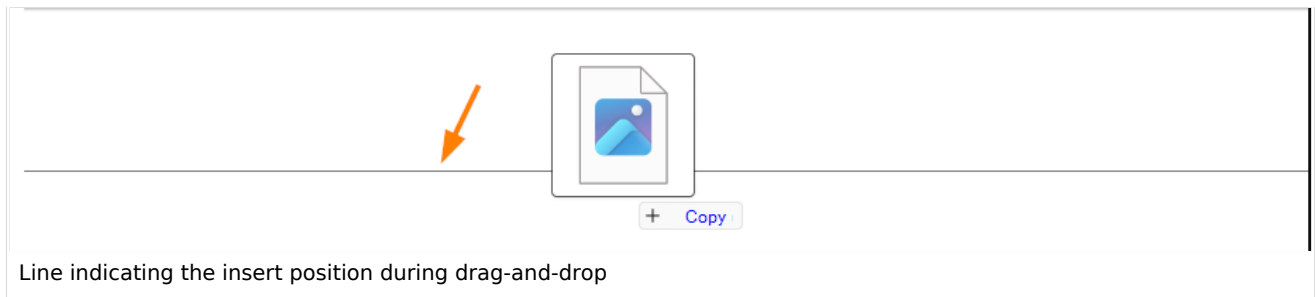 + Copy
Line indicating the insert position during drag-and-drop